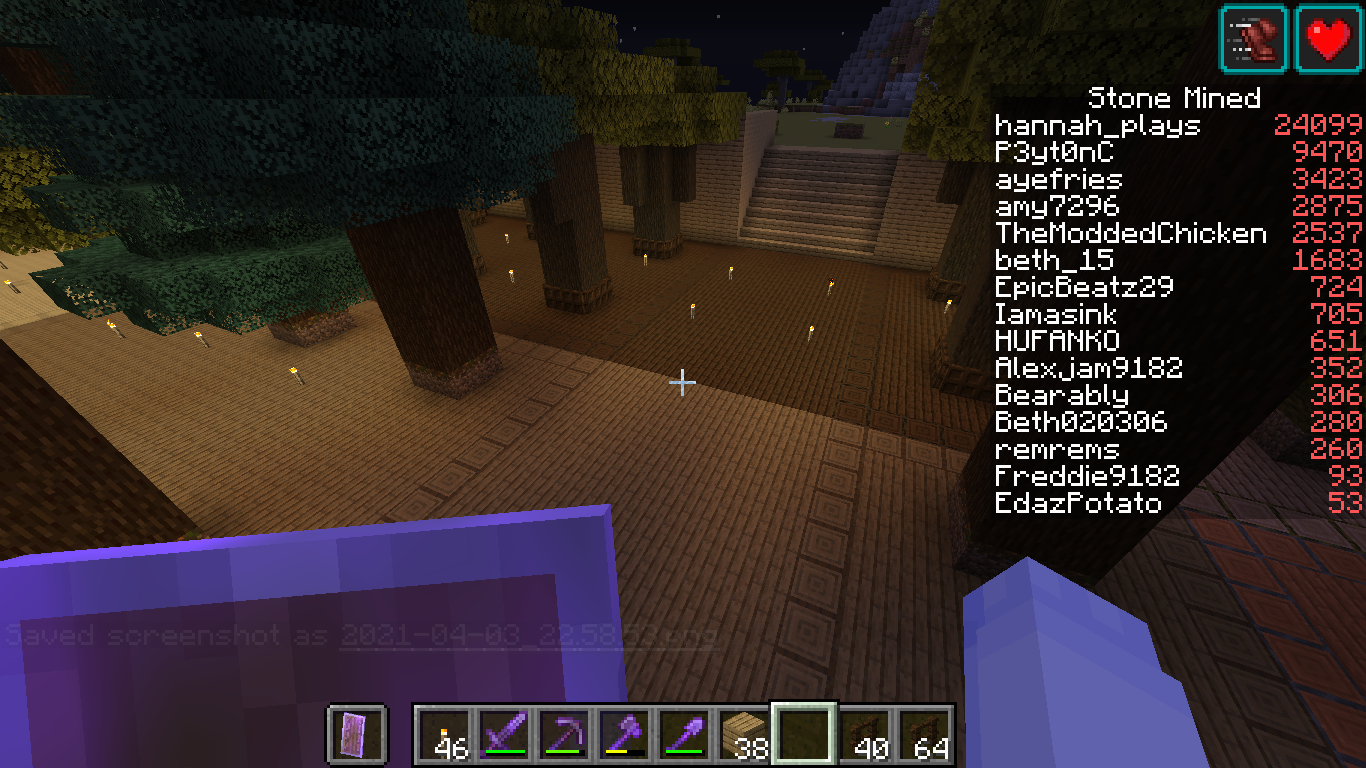 Stone Mined
hannah_plays 24099
P3yt0nC 9470
ayefries 3423
amy7296 2875
TheModdedChicken 2537
beth_15 1683
EpicBeatz29 724
Iamasink 705
HUFANKO 651
Alexjam9182 352
Bearably 306
Beth020306 280
remrems 260
Freddie9182 93
EdazPotato 53
Saved screenshot as 2021-04-03_22.58.53.png
46 38 40 64